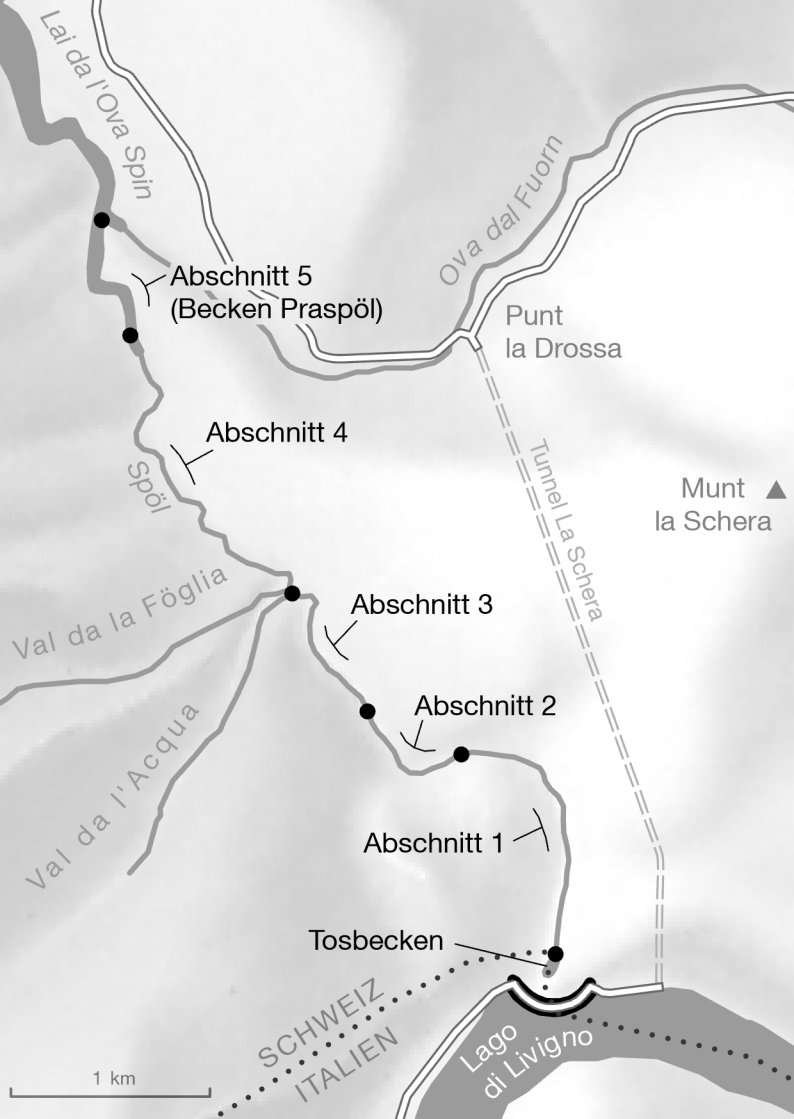 Lai da l'Ova Spin
Ova dal Fuorn
Abschnitt 5
(Becken Praspöl)
Punt
la Drossa
Abschnitt 4
Tunnel La Schera
Spöl
Munt
la Schera
Val da la Föglia
Abschnitt 3
Abschnitt 2
Val da l'Acqua
Abschnitt 1
Tosbecken
SCHWEIZ
ITALIEN
Lago
di Livigno
1 km